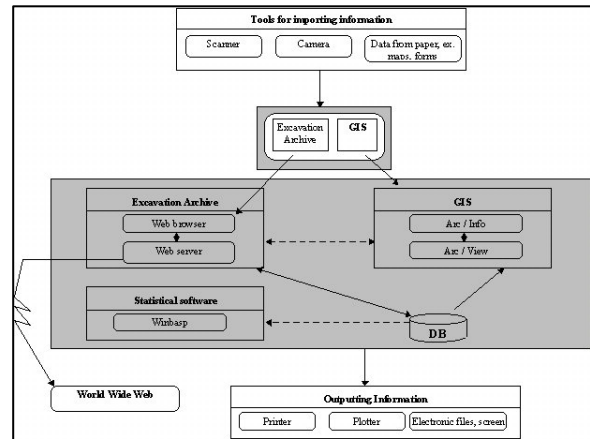 Tools for importing information
Scanner
Camera
Data from paper, ex.
maps, forms
Excavation
Archive
GIS
Excavation Archive
Web browser
Web server
GIS
Arc / Info
Arc / View
Statistical software
Winbasp
DB
World Wide Web
Outputting Information
Printer
Plotter
Electronic files, screen